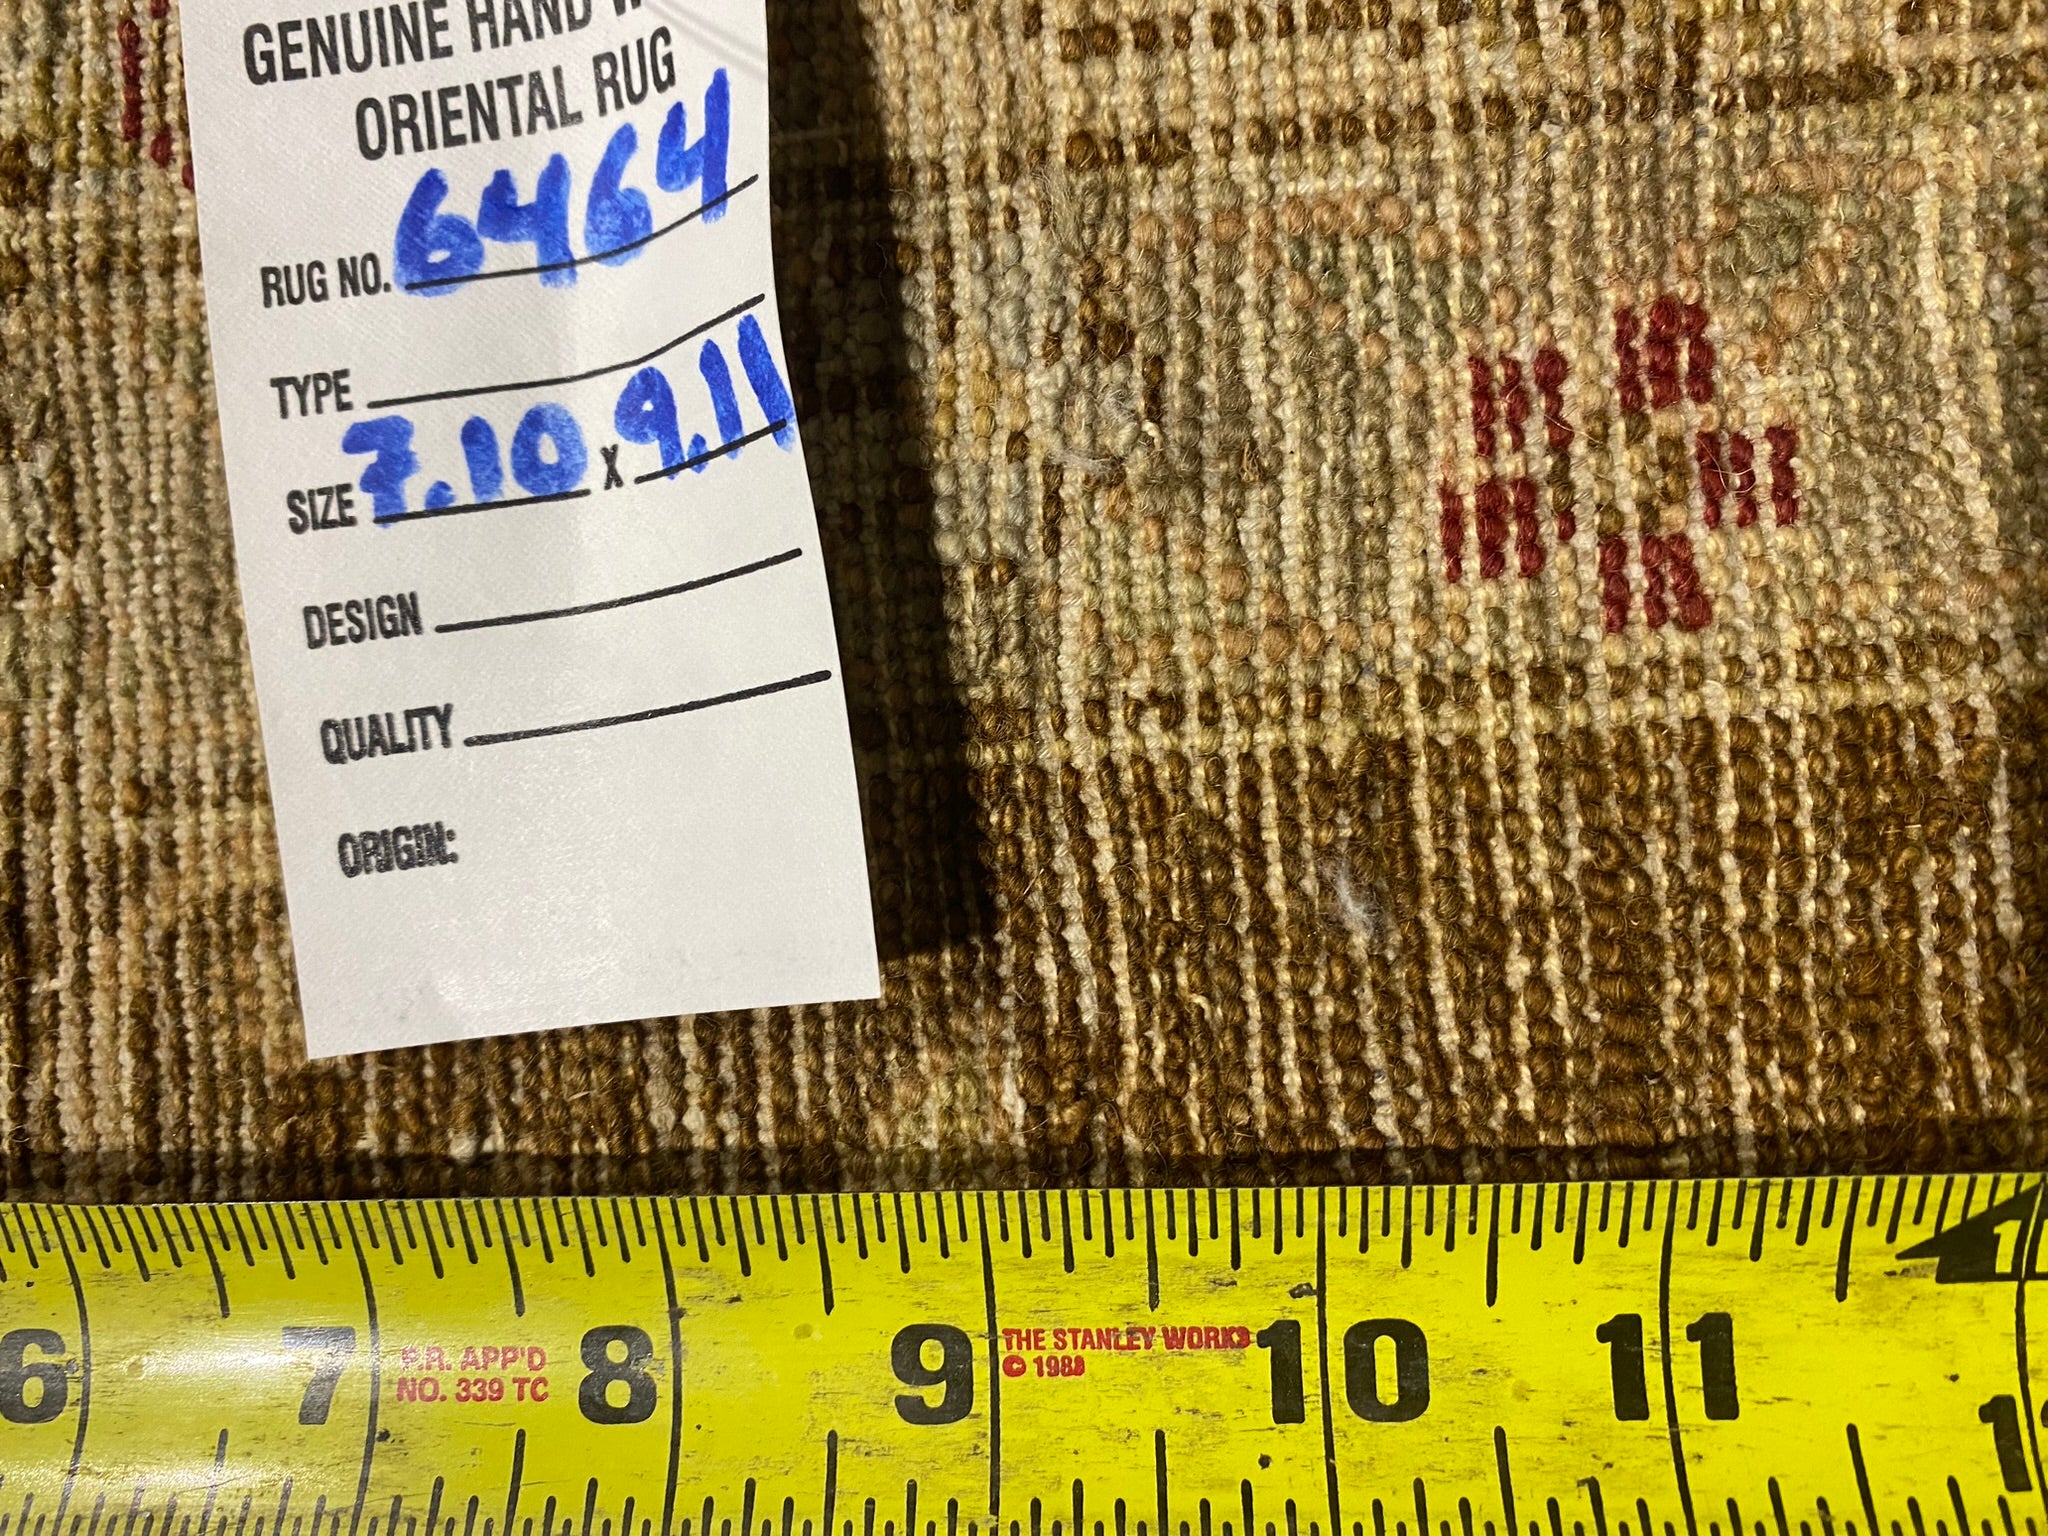 GENUINE HAND W
ORIENTAL RUG
RUG NO. 6464
TYPE
SIZE 7.10 x 9.11
DESIGN
QUALITY
ORIGIN:
6 7 8 9 10 11
P.R. APP'D
NO. 339 TC
THE STANLEY WORKS